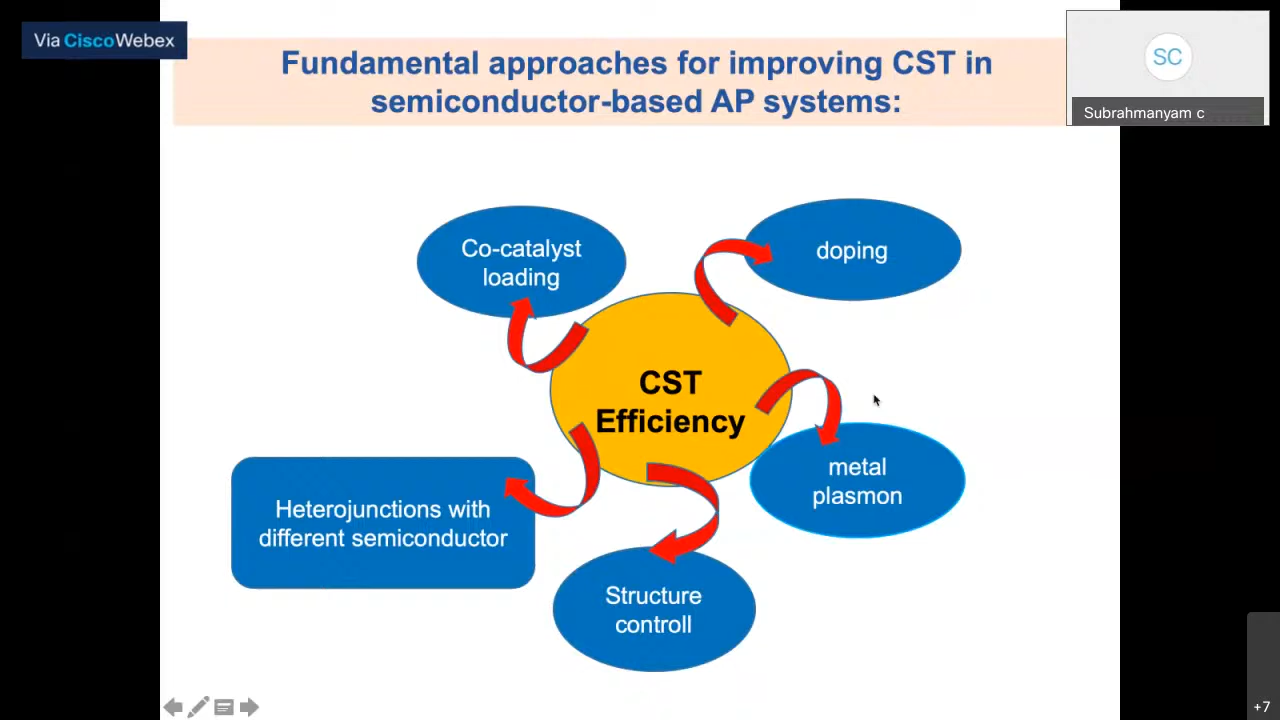 Via CiscoWebex
Fundamental approaches for improving CST in
semiconductor-based AP systems:
SC
Subrahmanyam c
Co-catalyst
loading
doping
CST
Efficiency
metal
plasmon
Heterojunctions with
different semiconductor
Structure
controll
+7